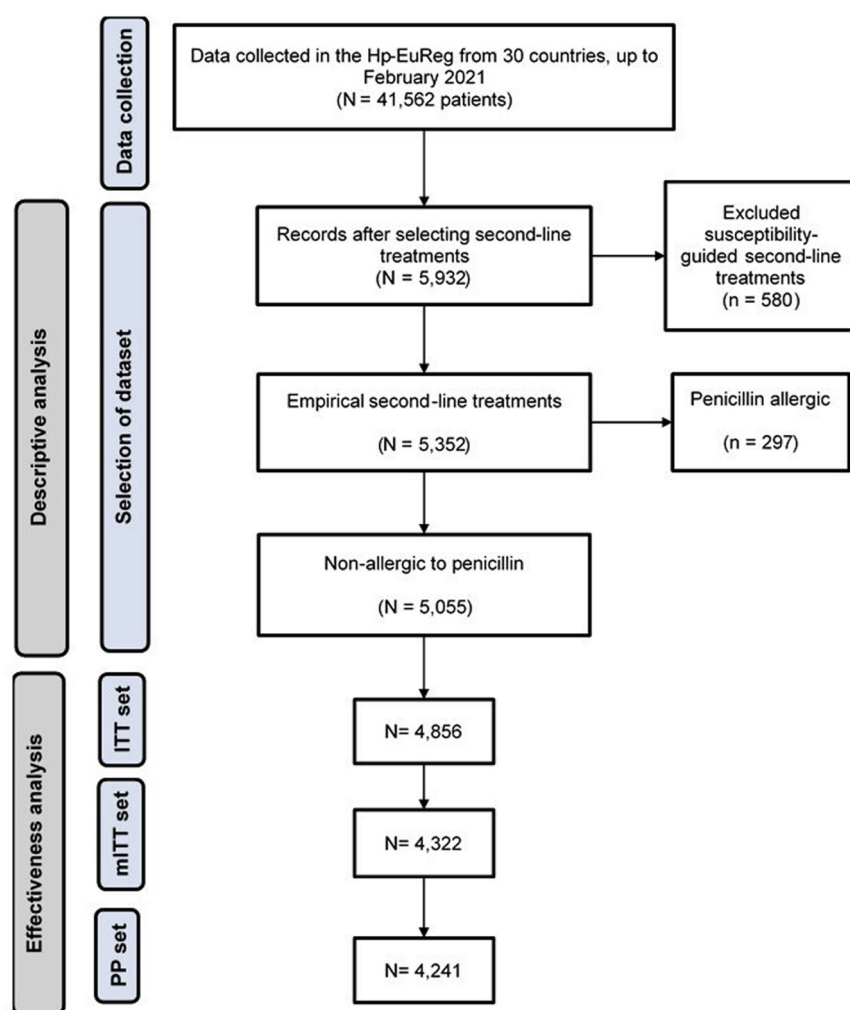 Data collection
Data collected in the Hp-EuReg from 30 countries, up to
February 2021
(N = 41,562 patients)
Descriptive analysis
Selection of dataset
Records after selecting second-line
treatments
(N = 5,932)
Excluded
susceptibility-
guided second-line
treatments
(n = 580)
Empirical second-line treatments
(N = 5,352)
Penicillin allergic
(n = 297)
Non-allergic to penicillin
(N = 5,055)
Effectiveness analysis
ITT set
N= 4,856
mITT set
N= 4,322
PP set
N= 4,241